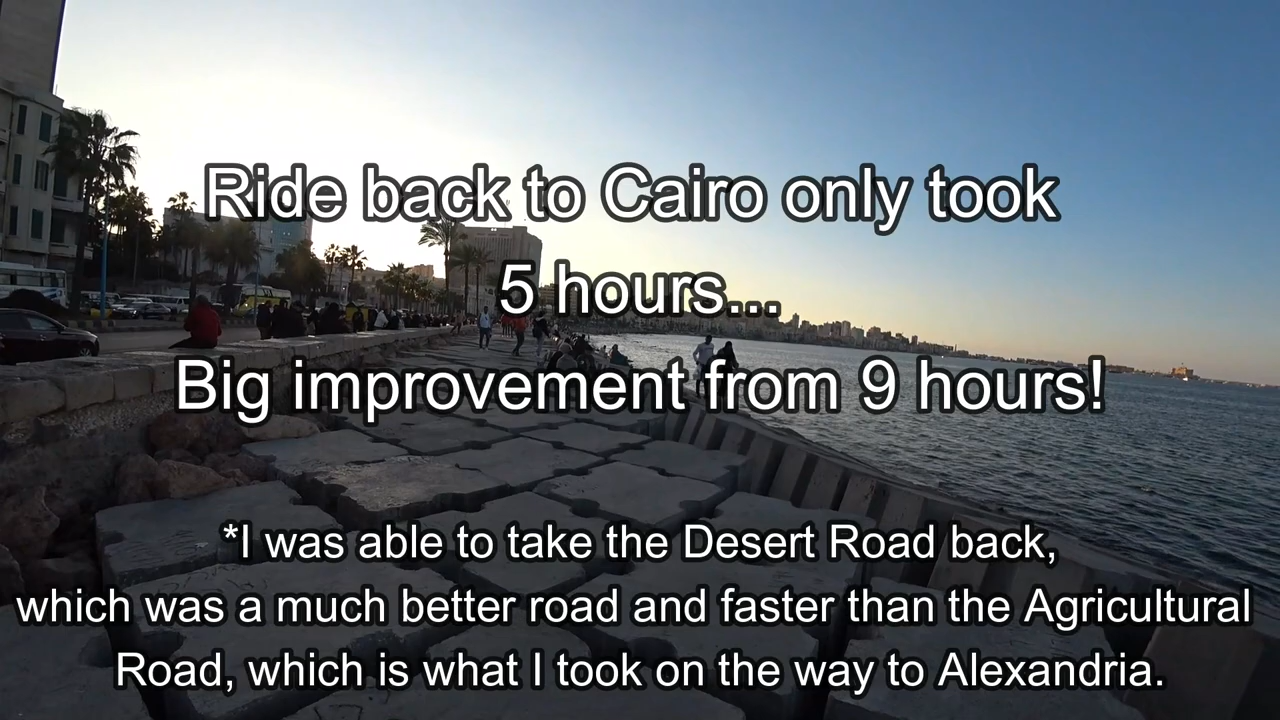 Ride back to Cairo only took
5 hours...
Big improvement from 9 hours!
*I was able to take the Desert Road back,
which was a much better road and faster than the Agricultural
Road, which is what I took on the way to Alexandria.